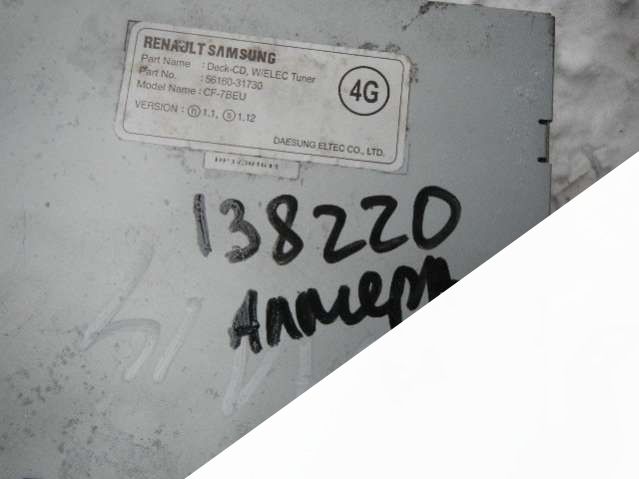 RENAULT SAMSUNG
Part Name : Deck-CD, W/ELEC Tuner
Part No. : 56160-31730
Model Name : CF-7BEU
VERSION : ⓗ1.1, ⓢ1.12
4G
DAESUNG ELTEC CO., LTD.
138220